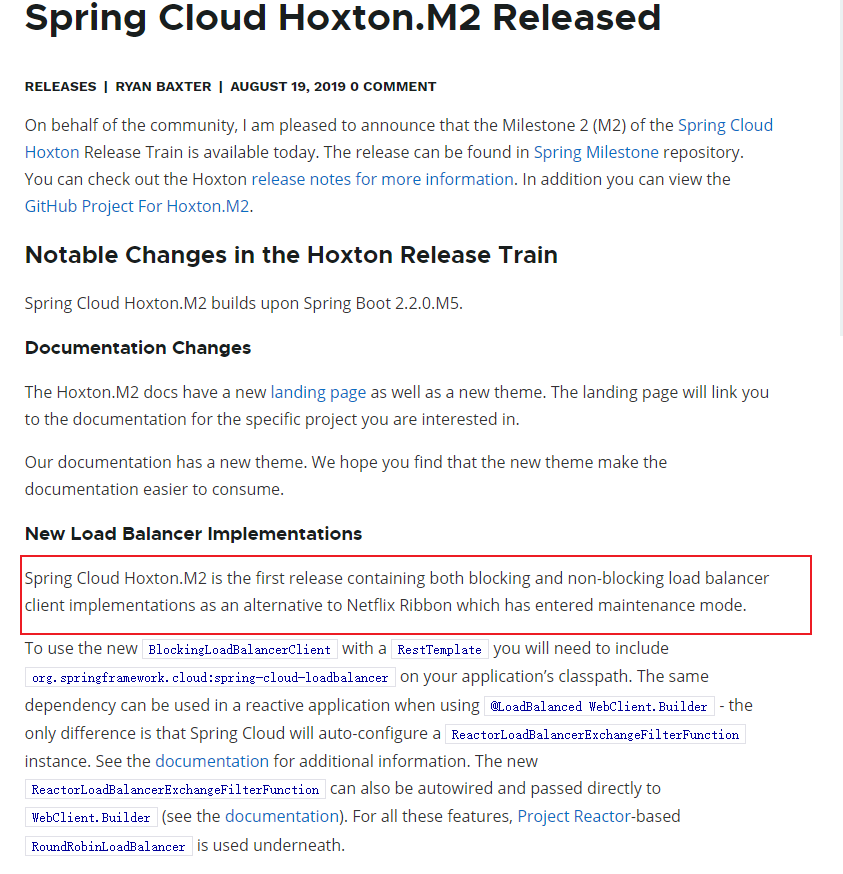 Spring Cloud Hoxton.M2 Released
RELEASES | RYAN BAXTER | AUGUST 19, 2019 0 COMMENT
On behalf of the community, I am pleased to announce that the Milestone 2 (M2) of the Spring Cloud
Hoxton Release Train is available today. The release can be found in Spring Milestone repository.
You can check out the Hoxton release notes for more information. In addition you can view the
GitHub Project For Hoxton.M2.
Notable Changes in the Hoxton Release Train
Spring Cloud Hoxton.M2 builds upon Spring Boot 2.2.0.M5.
Documentation Changes
The Hoxton.M2 docs have a new landing page as well as a new theme. The landing page will link you
to the documentation for the specific project you are interested in.
Our documentation has a new theme. We hope you find that the new theme make the
documentation easier to consume.
New Load Balancer Implementations
Spring Cloud Hoxton.M2 is the first release containing both blocking and non-blocking load balancer
client implementations as an alternative to Netflix Ribbon which has entered maintenance mode.
To use the new BlockingLoadBalancerClient with a RestTemplate you will need to include
org.springframework.cloud:spring-cloud-loadbalancer on your application’s classpath. The same
dependency can be used in a reactive application when using @LoadBalanced WebClient.Builder - the
only difference is that Spring Cloud will auto-configure a ReactorLoadBalancerExchangeFilterFunction
instance. See the documentation for additional information. The new
ReactorLoadBalancerExchangeFilterFunction can also be autowired and passed directly to
WebClient.Builder (see the documentation). For all these features, Project Reactor-based
RoundRobinLoadBalancer is used underneath.